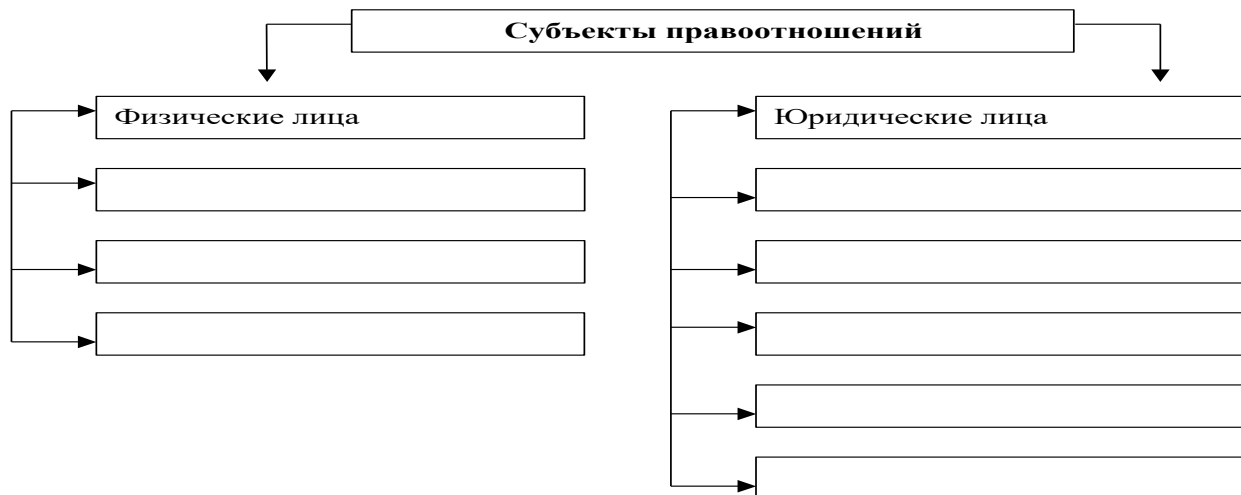 Субъекты правоотношений
Физические лица
Юридические лица